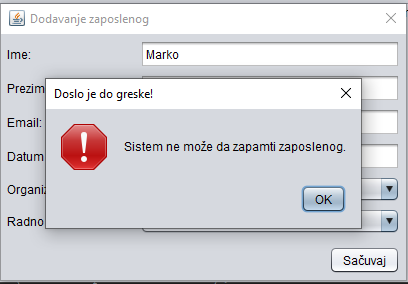 Dodavanje zaposlenog
Ime:
Marko
Prezim
Doslo je do greske!
Email:
Sistem ne može da zapamti zaposlenog.
Datum
Organiz
OK
Radno
Sačuvaj